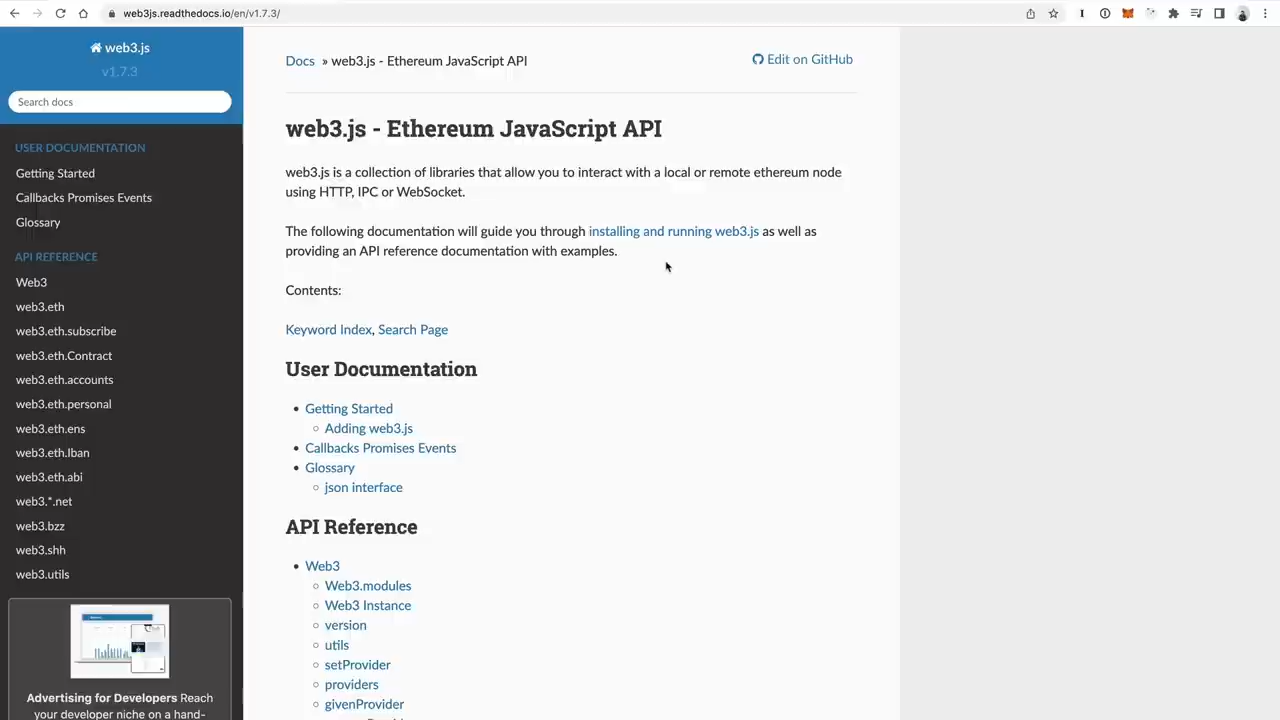 web3js.readthedocs.io/en/v1.7.3/
web3.js
v1.7.3
Search docs
USER DOCUMENTATION
Getting Started
Callbacks Promises Events
Glossary
API REFERENCE
Web3
web3.eth
web3.eth.subscribe
web3.eth.Contract
web3.eth.accounts
web3.eth.personal
web3.eth.ens
web3.eth.Iban
web3.eth.abi
web3.*.net
web3.bzz
web3.shh
web3.utils
Advertising for Developers Reach
your developer niche on a hand-
Docs » web3.js - Ethereum JavaScript API
Edit on GitHub
web3.js - Ethereum JavaScript API
web3.js is a collection of libraries that allow you to interact with a local or remote ethereum node
using HTTP, IPC or WebSocket.
The following documentation will guide you through installing and running web3.js as well as
providing an API reference documentation with examples.
Contents:
Keyword Index, Search Page
User Documentation
Getting Started
Adding web3.js
Callbacks Promises Events
Glossary
json interface
API Reference
Web3
Web3.modules
Web3 Instance
version
utils
setProvider
providers
givenProvider